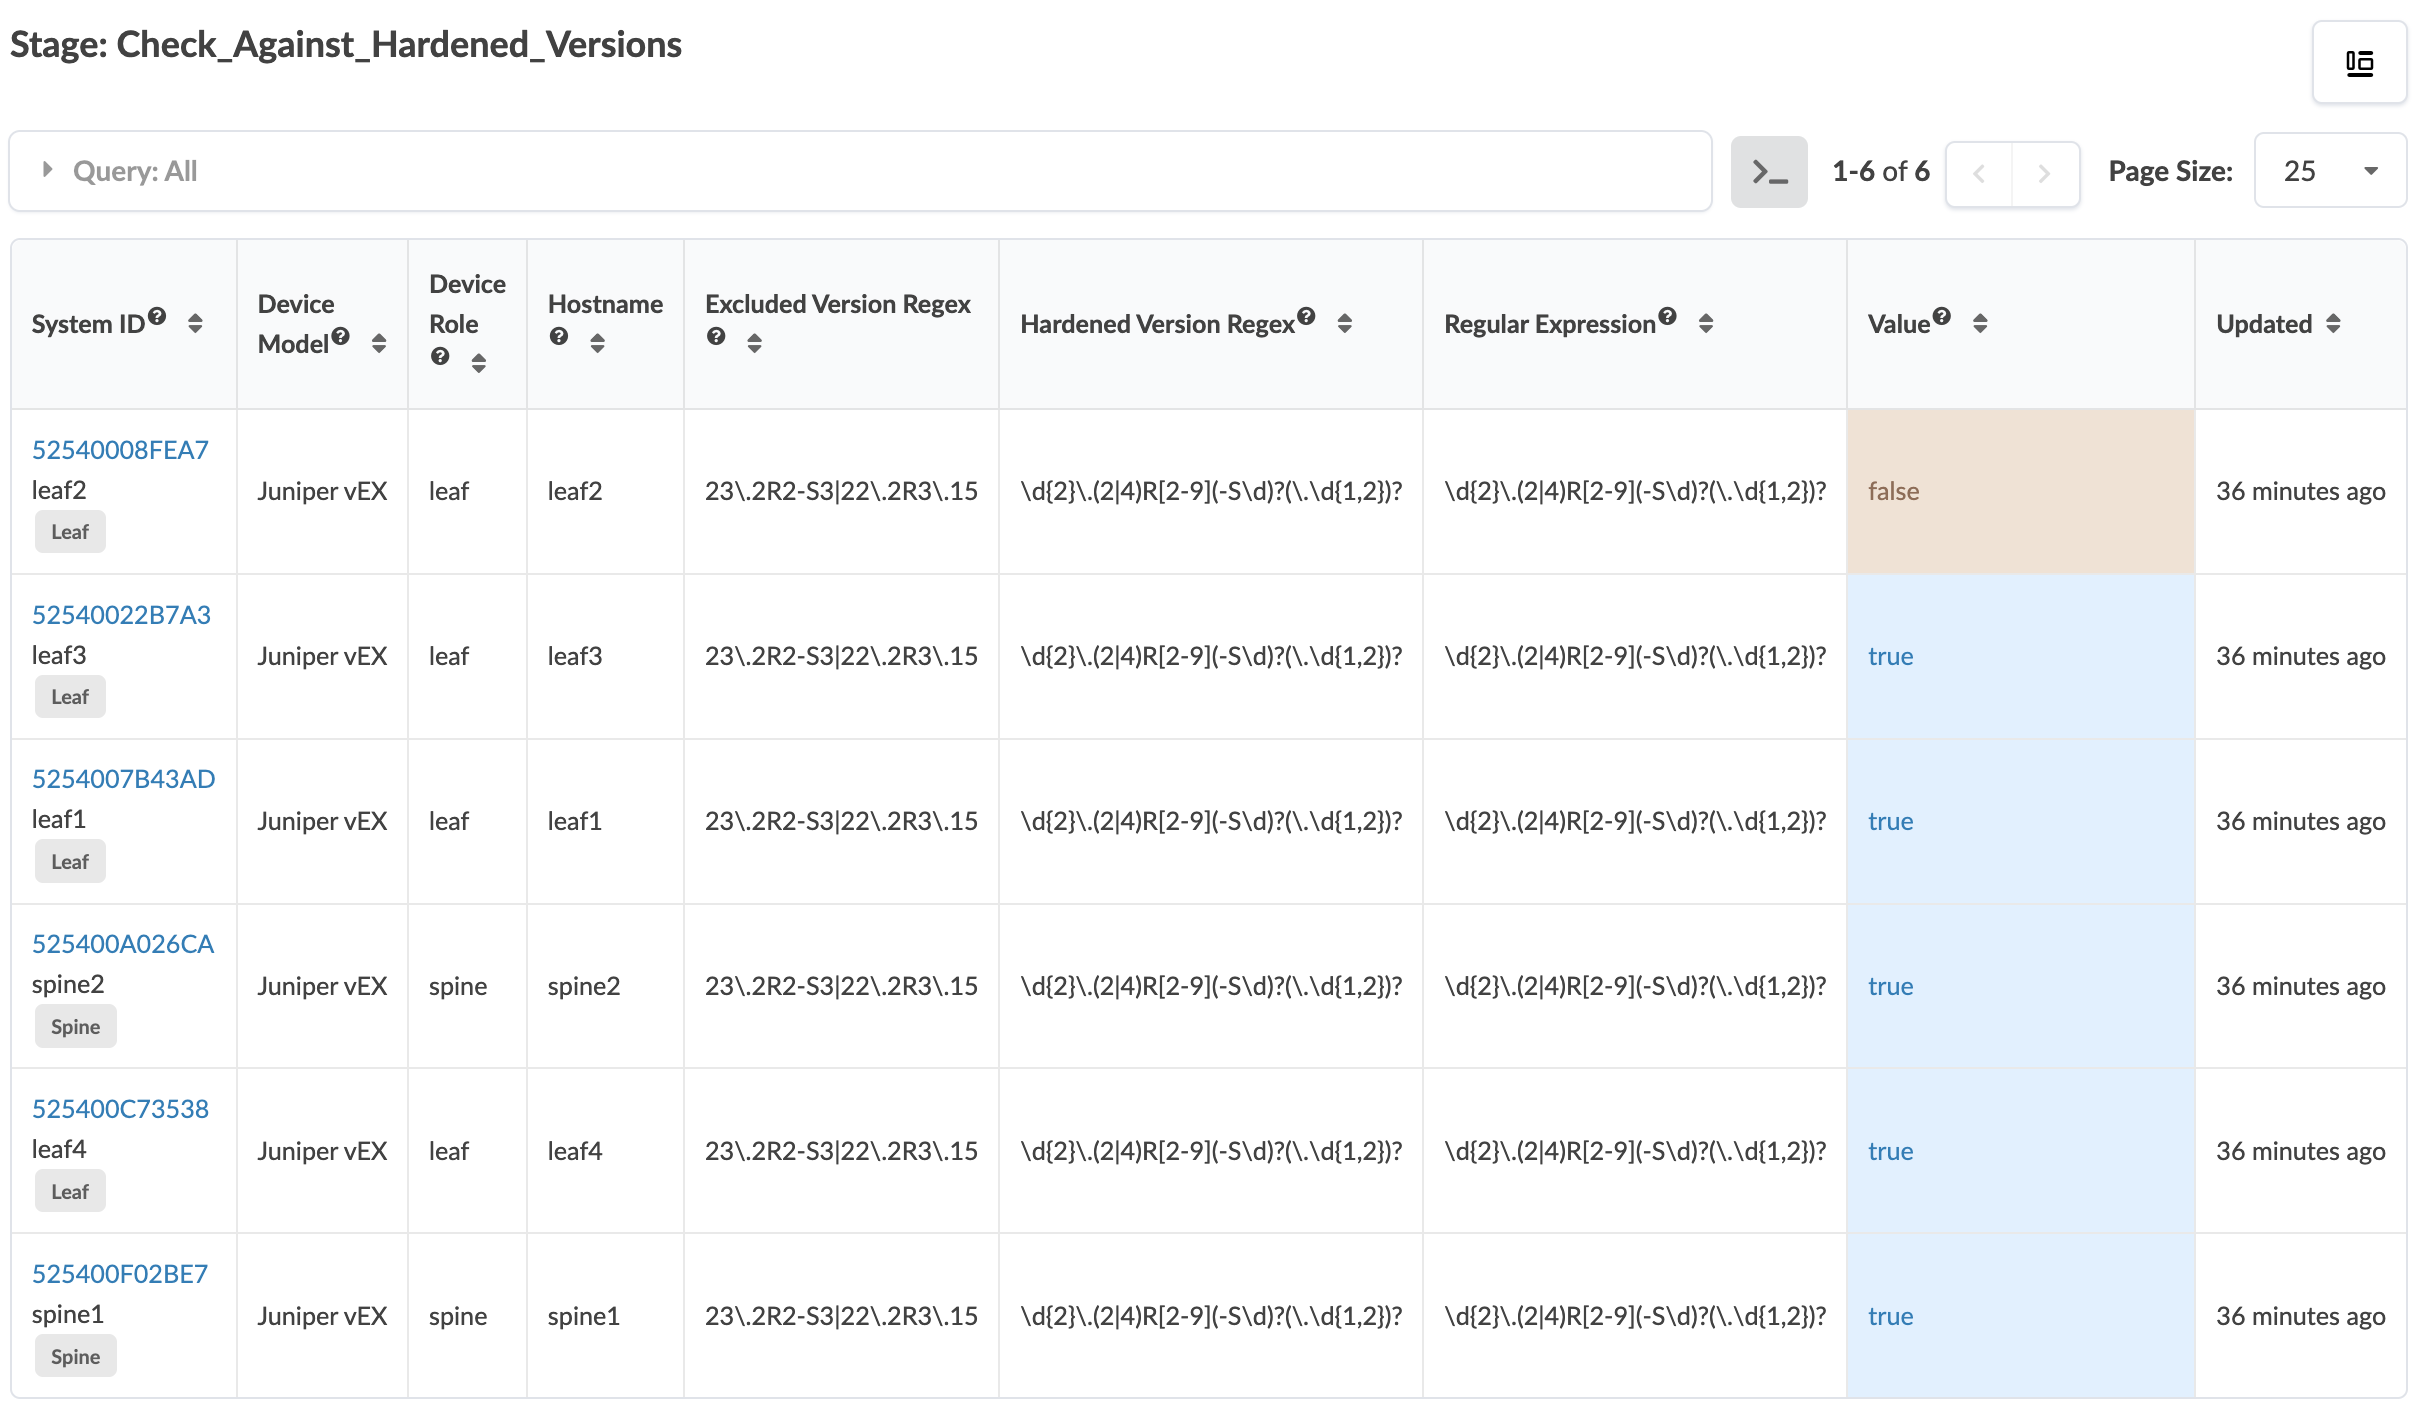 Stage: Check_Against_Hardened_Versions
Query: All
1-6 of 6
Page Size:
25
System ID
Device
Model
Device
Role
Hostname
Excluded Version Regex
Hardened Version Regex
Regular Expression
Value
Updated
52540008FEA7
leaf2
Leaf
Juniper vEX
leaf
leaf2
23\.2R2-S3|22\.2R3\.15
\d{2}\.(2|4)R[2-9](-S\d)?(\.\d{1,2})?
\d{2}\.(2|4)R[2-9](-S\d)?(\.\d{1,2})?
false
36 minutes ago
52540022B7A3
leaf3
Leaf
Juniper vEX
leaf
leaf3
23\.2R2-S3|22\.2R3\.15
\d{2}\.(2|4)R[2-9](-S\d)?(\.\d{1,2})?
\d{2}\.(2|4)R[2-9](-S\d)?(\.\d{1,2})?
true
36 minutes ago
5254007B43AD
leaf1
Leaf
Juniper vEX
leaf
leaf1
23\.2R2-S3|22\.2R3\.15
\d{2}\.(2|4)R[2-9](-S\d)?(\.\d{1,2})?
\d{2}\.(2|4)R[2-9](-S\d)?(\.\d{1,2})?
true
36 minutes ago
525400A026CA
spine2
Spine
Juniper vEX
spine
spine2
23\.2R2-S3|22\.2R3\.15
\d{2}\.(2|4)R[2-9](-S\d)?(\.\d{1,2})?
\d{2}\.(2|4)R[2-9](-S\d)?(\.\d{1,2})?
true
36 minutes ago
525400C73538
leaf4
Leaf
Juniper vEX
leaf
leaf4
23\.2R2-S3|22\.2R3\.15
\d{2}\.(2|4)R[2-9](-S\d)?(\.\d{1,2})?
\d{2}\.(2|4)R[2-9](-S\d)?(\.\d{1,2})?
true
36 minutes ago
525400F02BE7
spine1
Spine
Juniper vEX
spine
spine1
23\.2R2-S3|22\.2R3\.15
\d{2}\.(2|4)R[2-9](-S\d)?(\.\d{1,2})?
\d{2}\.(2|4)R[2-9](-S\d)?(\.\d{1,2})?
true
36 minutes ago